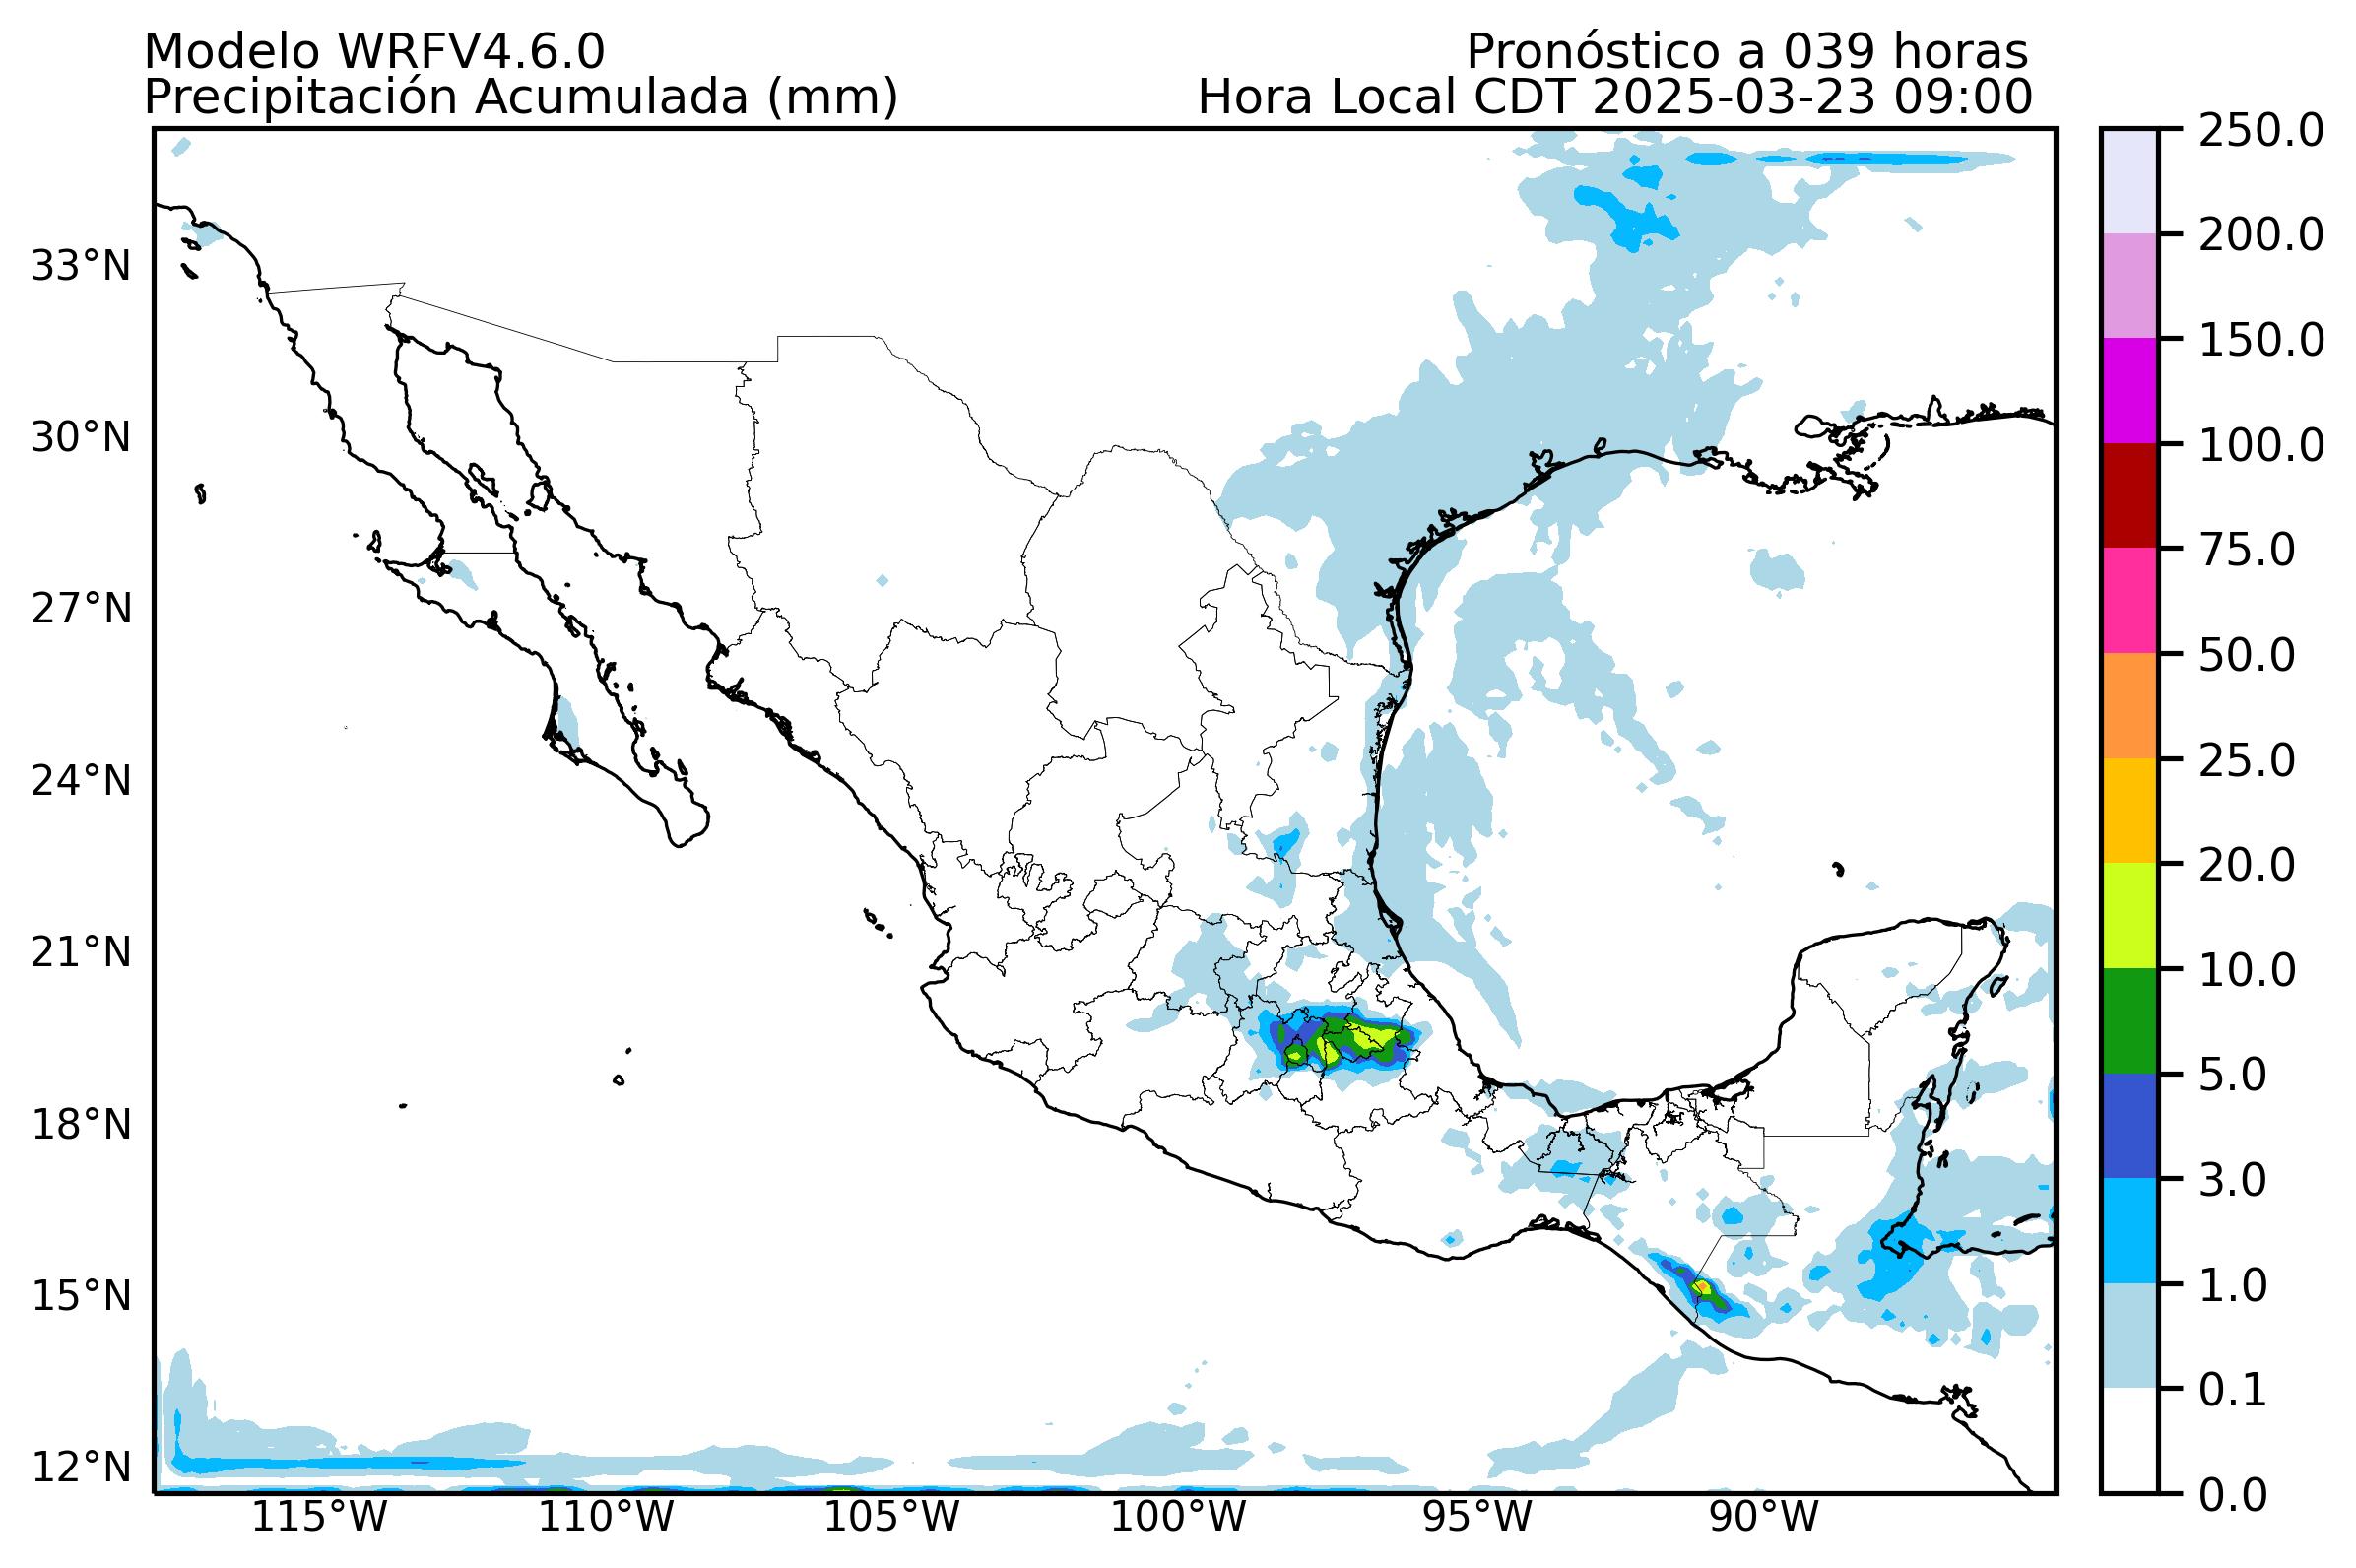 Modelo WRFV4.6.0
Pronóstico a 039 horas
Precipitación Acumulada (mm)
Hora Local CDT 2025-03-23 09:00
33°N
30°N
27°N
24°N
21°N
18°N
15°N
12°N
115°W
110°W
105°W
100°W
95°W
90°W
250.0
200.0
150.0
100.0
75.0
50.0
25.0
20.0
10.0
5.0
3.0
1.0
0.1
0.0